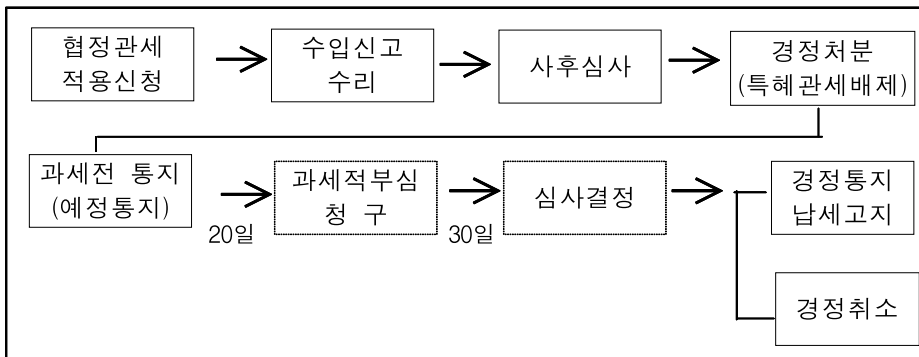 협정관세
적용신청
수입신고
수리
사후심사
경정처분
(특혜관세배제)
과세전 통지
(예정통지)
20일
과세적부심
청 구
30일
심사결정
경정통지
납세고지
경정취소